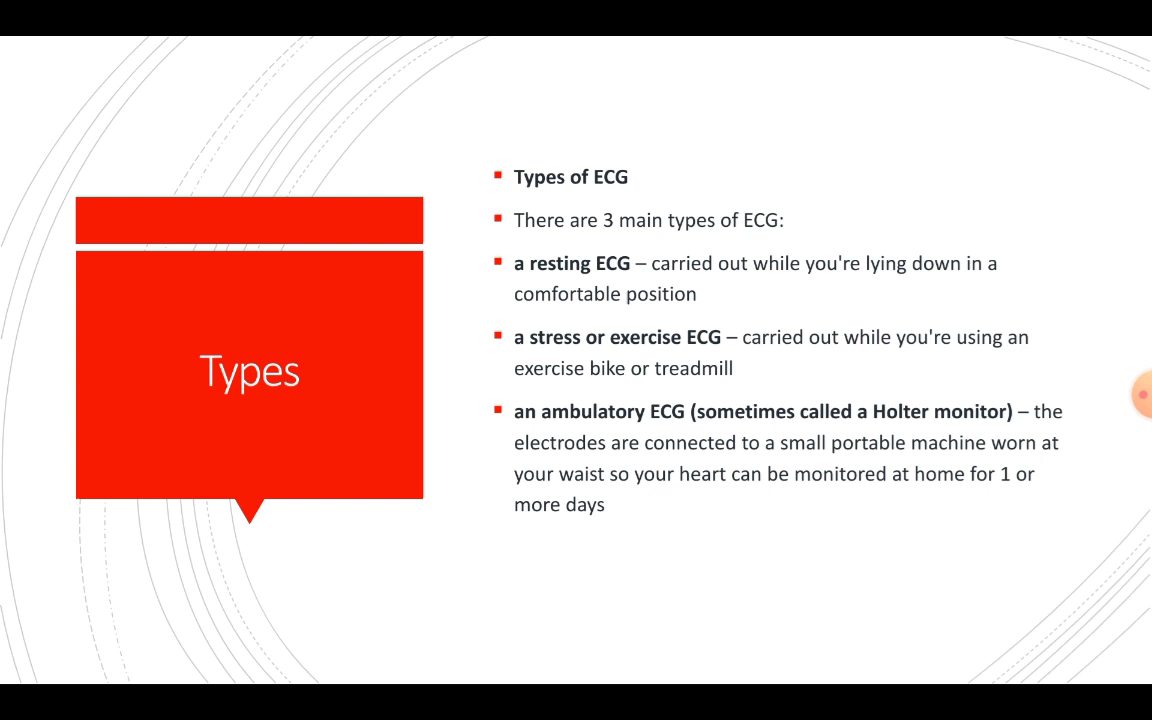 Types
Types of ECG
There are 3 main types of ECG:
a resting ECG – carried out while you're lying down in a
comfortable position
a stress or exercise ECG – carried out while you're using an
exercise bike or treadmill
an ambulatory ECG (sometimes called a Holter monitor) – the
electrodes are connected to a small portable machine worn at
your waist so your heart can be monitored at home for 1 or
more days